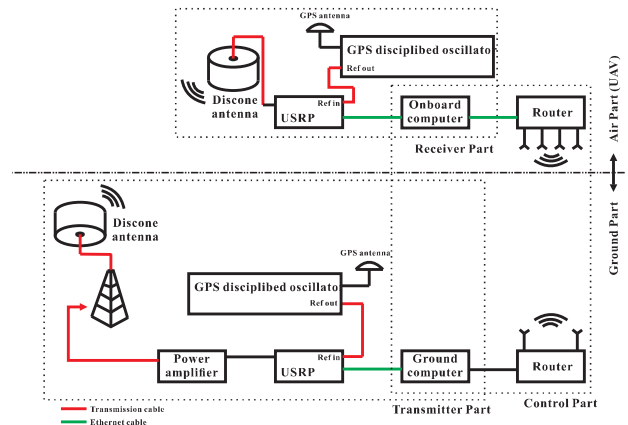 GPS antenna
GPS disciplibed oscillato
Ref out
Discone
antenna
Ref in
USRP
Onboard
computer
Router
Receiver Part
Air Part (UAV)
Ground Part
Discone
antenna
GPS antenna
GPS disciplibed oscillato
Ref out
Power
amplifier
Ref in
USRP
Ground
computer
Router
Transmission cable
Ethernet cable
Transmitter Part
Control Part